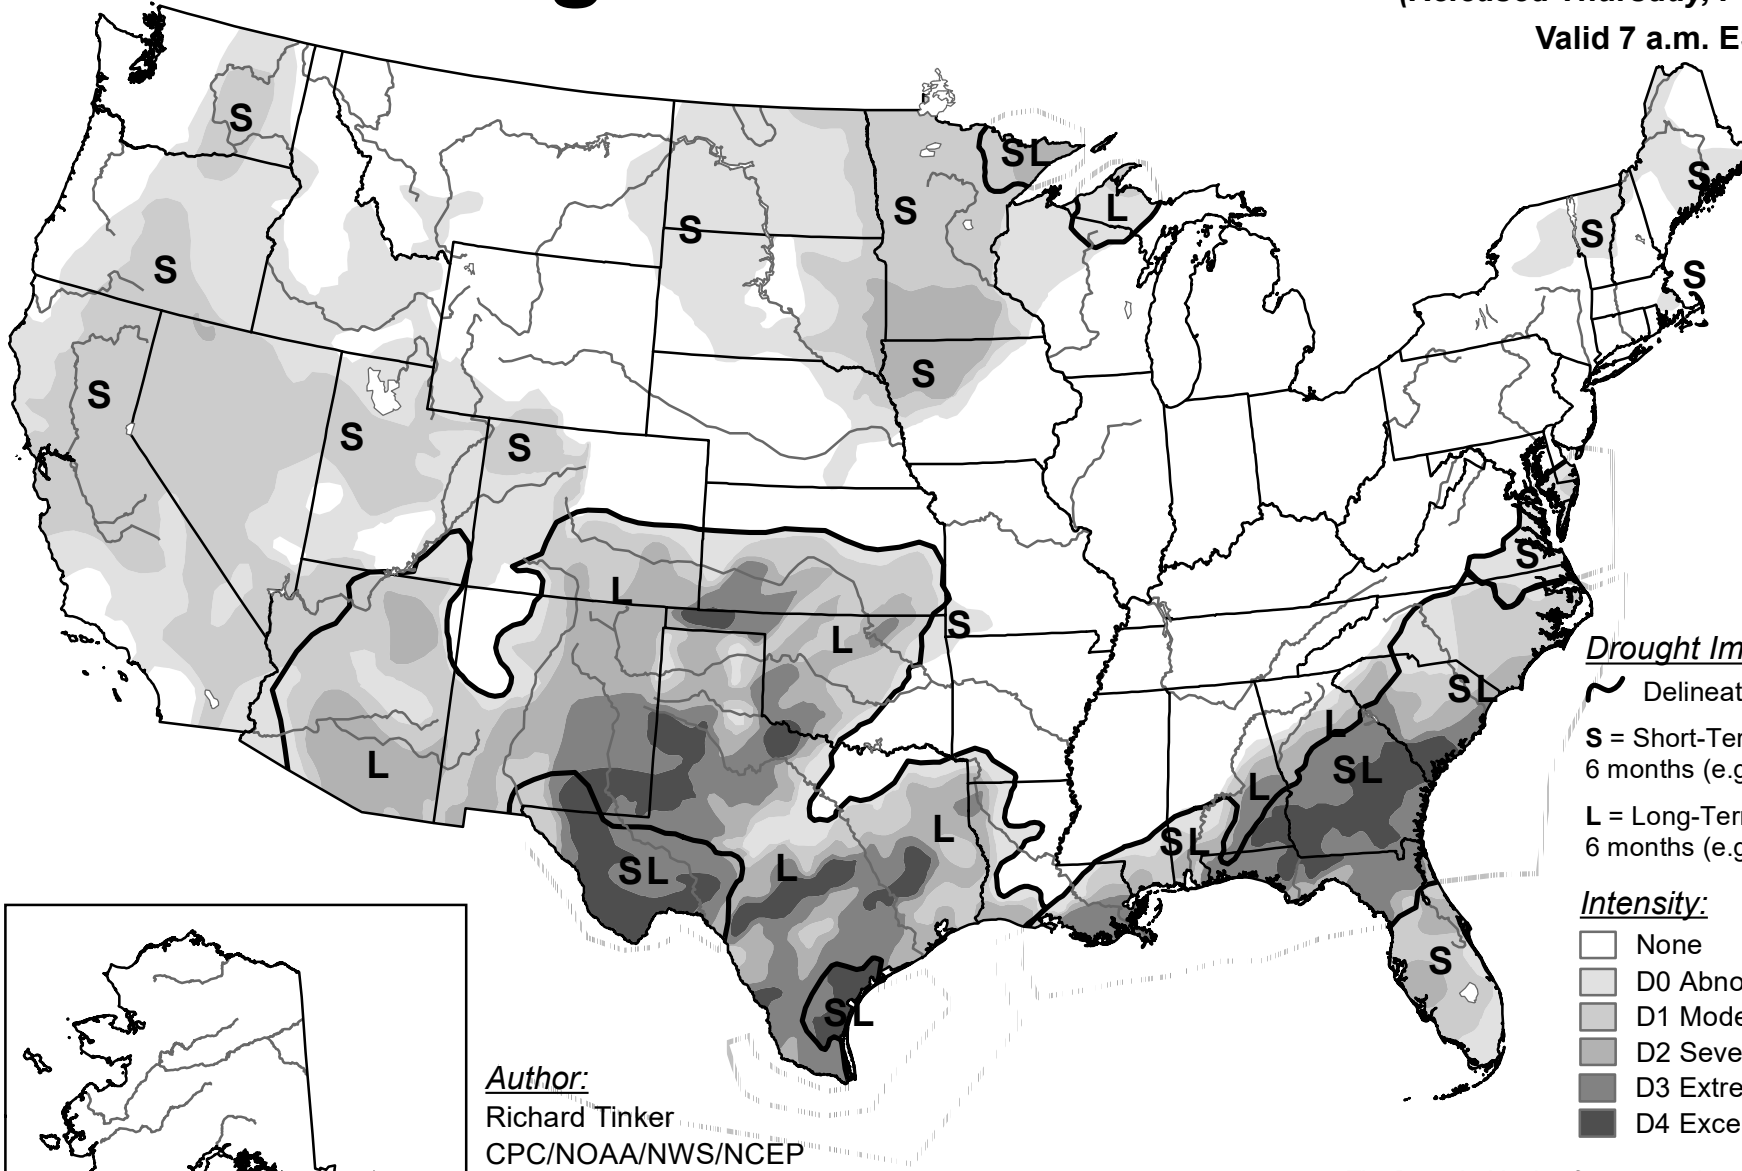 Valid 7 a.m. E
S
SL
S
L
S
S
S
S
S
S
S
S
S
S
S
L
S
L
Drought Im
SL
Delineat
L
S = Short-Ter
6 months (e.g
L
SL
L
L = Long-Ter
6 months (e.g
L
SL
SL
L
Intensity:
None
S
D0 Abno
SL
D1 Mode
D2 Seve
D3 Extre
D4 Exce
Author:
Richard Tinker
CPC/NOAA/NWS/NCEP